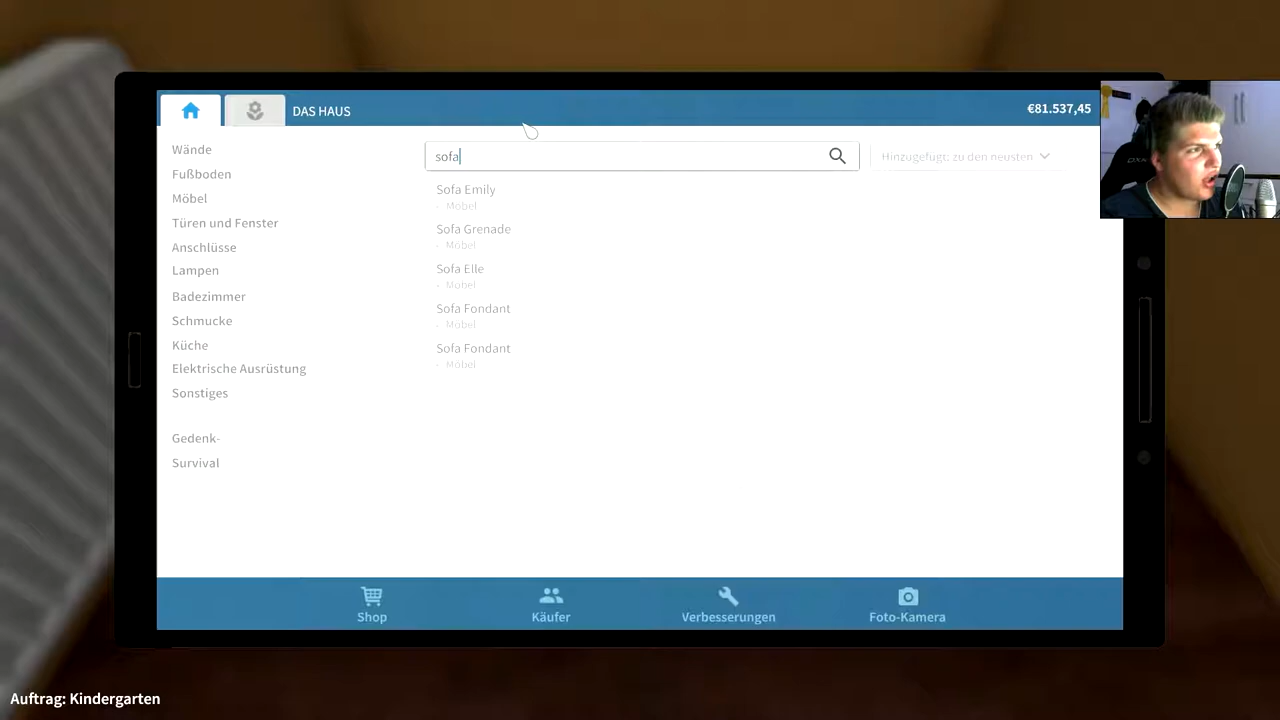 DAS HAUS
€81.537,45
Wände
Fußboden
Möbel
Türen und Fenster
Anschlüsse
Lampen
Badezimmer
Schmucke
Küche
Elektrische Ausrüstung
Sonstiges
Gedenk-
Survival
sofa
Hinzugefügt: zu den neusten
Sofa Emily
- Möbel
Sofa Grenade
- Möbel
Sofa Elle
- Möbel
Sofa Fondant
- Möbel
Sofa Fondant
- Möbel
Shop
Käufer
Verbesserungen
Foto-Kamera
Auftrag: Kindergarten